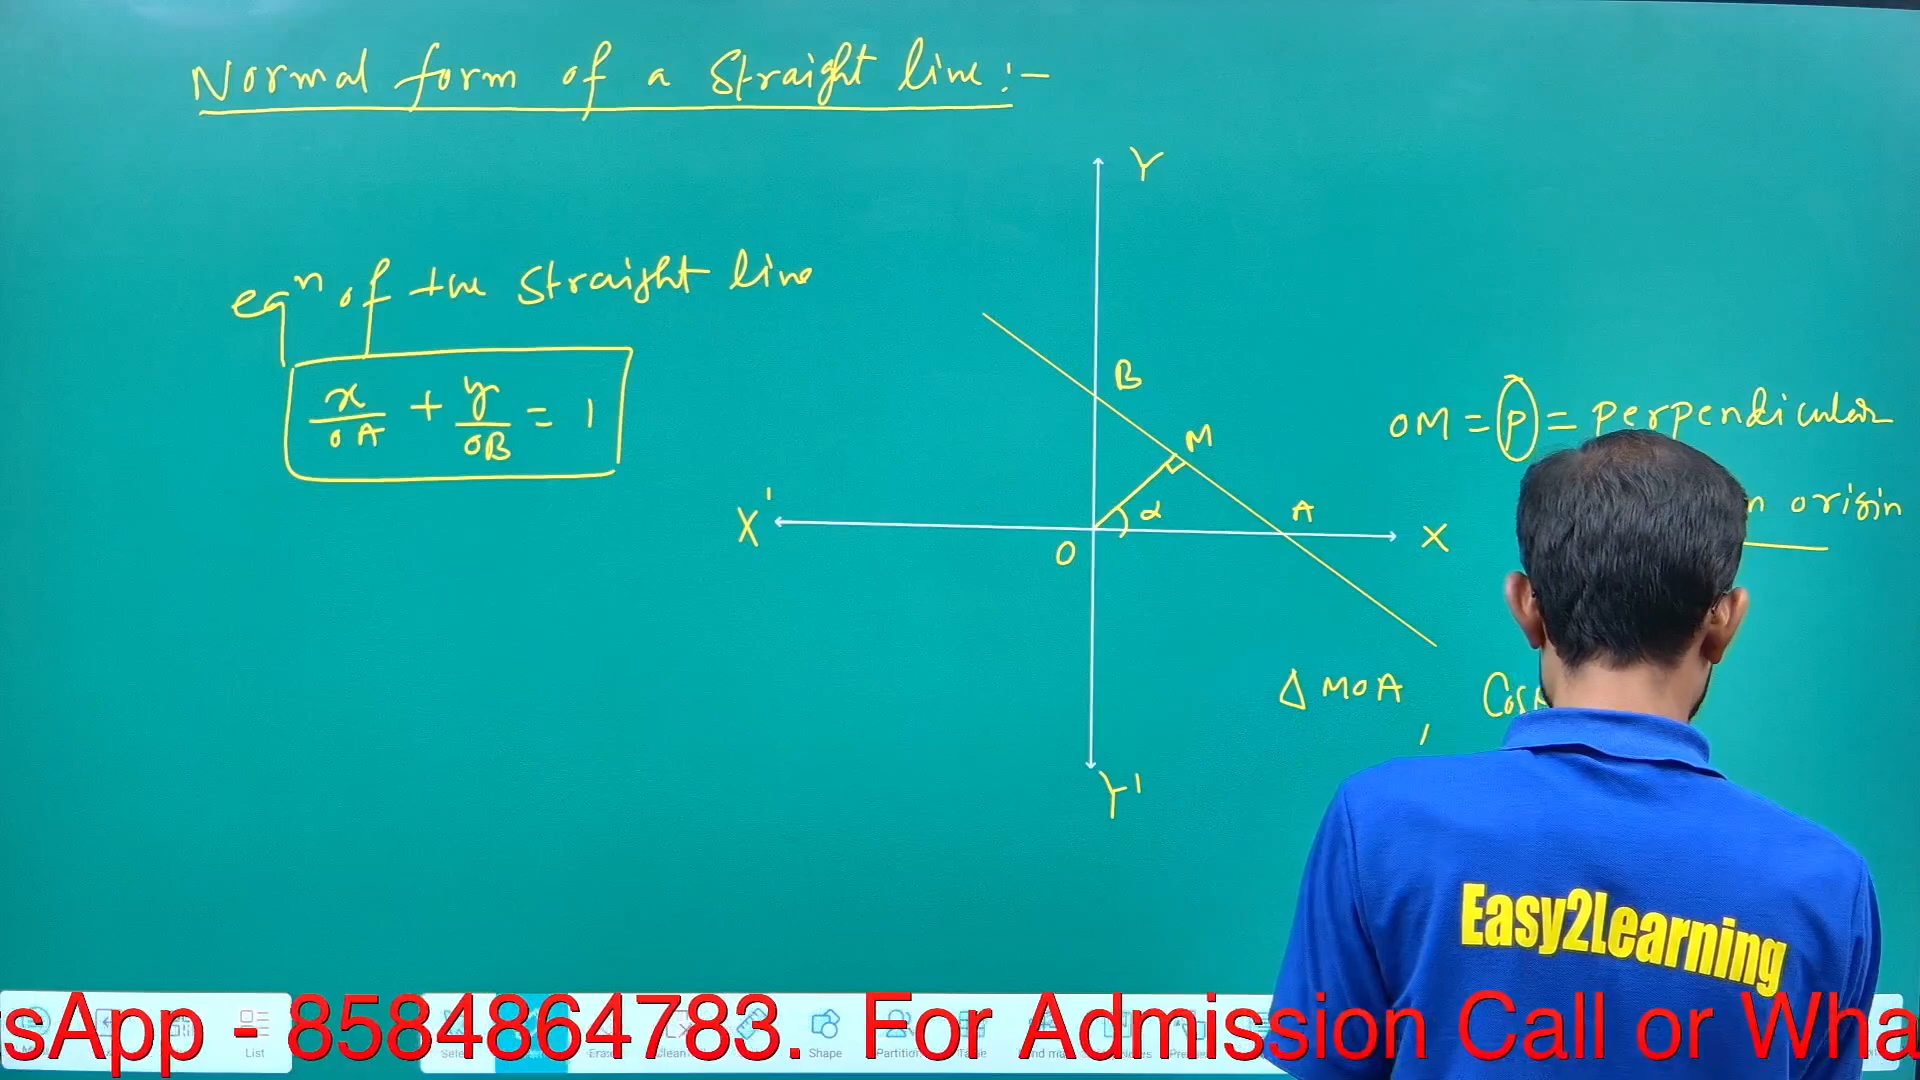 Normal form of a straight line:-
Y
eqⁿ of the straight line
x/OA + y/OB = 1
B
M
OM = p = perpendicular
origin
X'
α
A
O
X
Δ MOA, Cos
Y'
Easy2Learning
sApp - 8584864783. For Admission Call or Wha
List
Shape
Partition